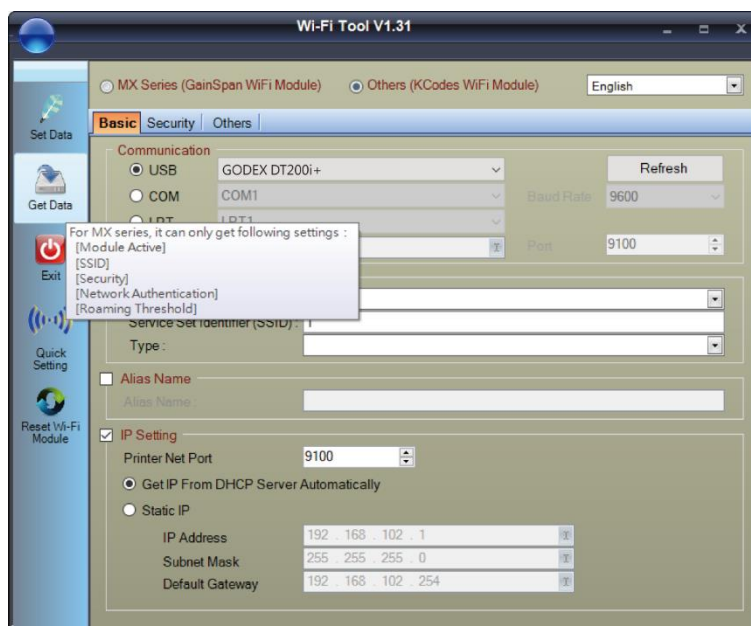 Wi-Fi Tool V1.31
MX Series (GainSpan WiFi Module) Others (KCodes WiFi Module) English
Set Data
Basic Security Others
Communication
USB GODEX DT200i+ Refresh
Get Data
COM COM1 Baud Rate 9600
LPT LPT1
For MX series, it can only get following settings :
[Module Active]
[SSID]
[Security]
[Network Authentication]
[Roaming Threshold]
Port 9100
Exit
Service Set Identifier (SSID) : 1
Type :
Quick
Setting
Alias Name
Alias Name :
Reset Wi-Fi
Module
IP Setting
Printer Net Port 9100
Get IP From DHCP Server Automatically
Static IP
IP Address 192 . 168 . 102 . 1
Subnet Mask 255 . 255 . 255 . 0
Default Gateway 192 . 168 . 102 . 254